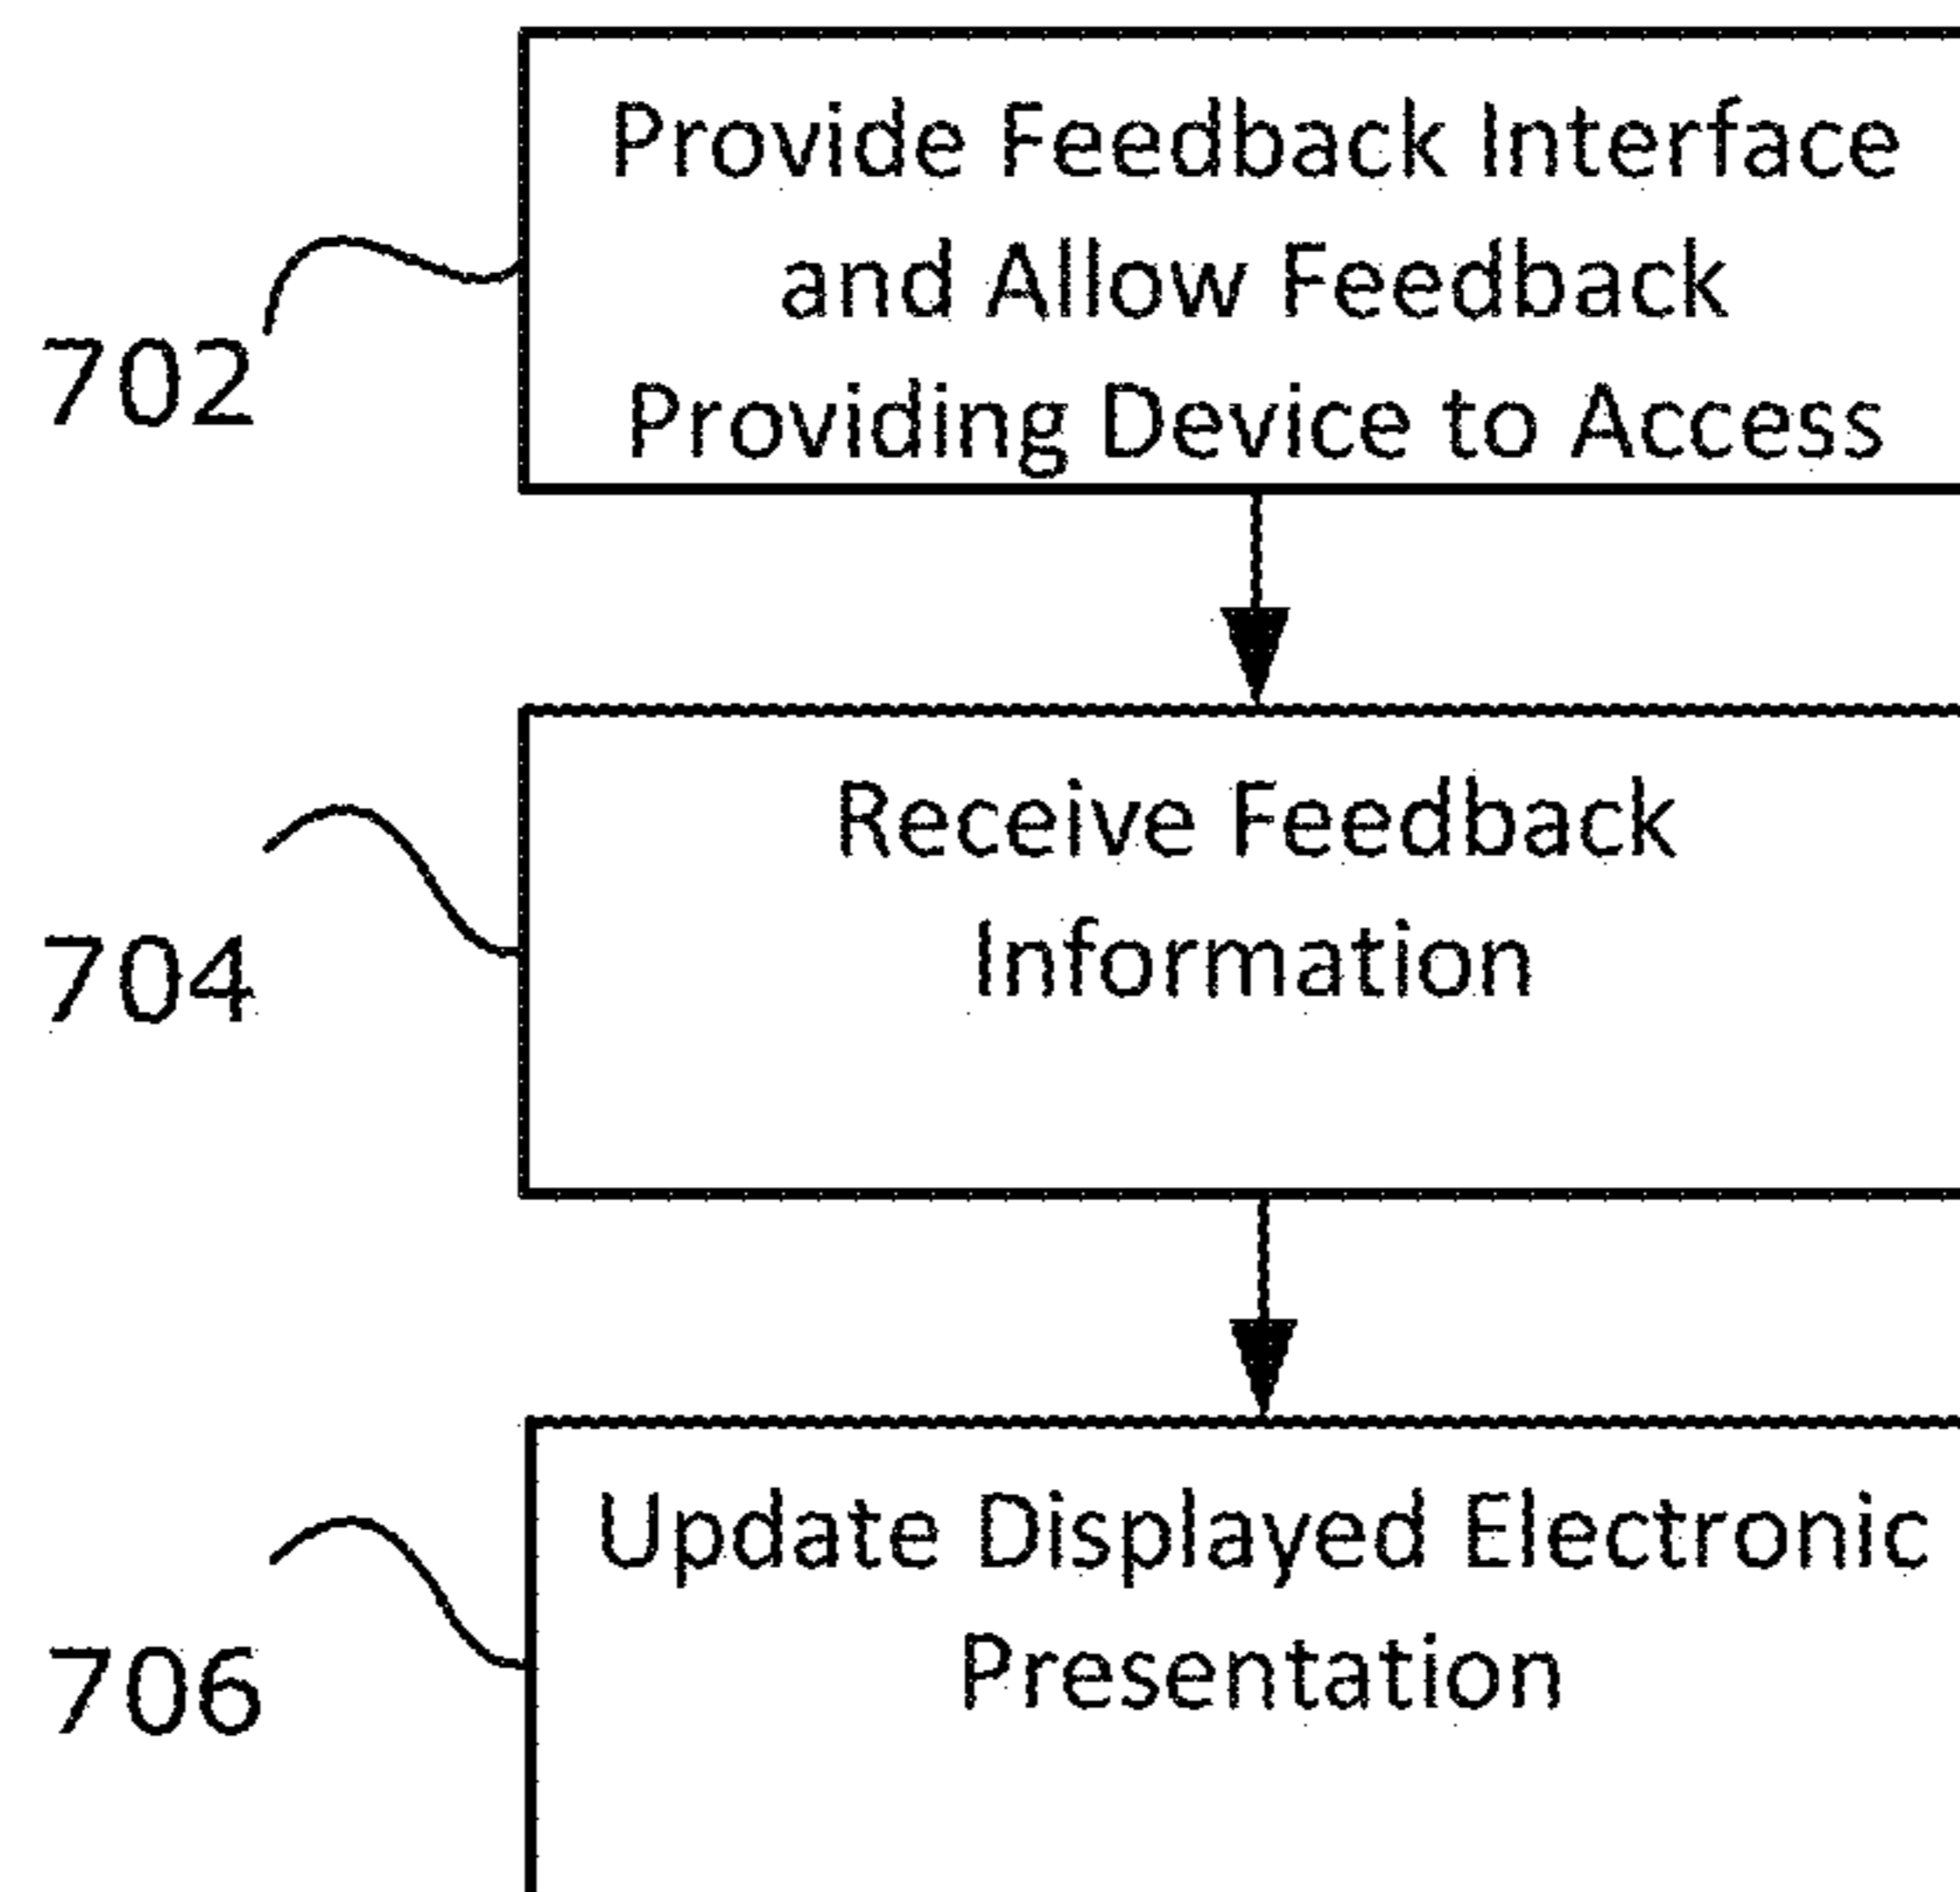 Provide Feedback Interface
and Allow Feedback
Providing Device to Access
702
Receive Feedback
Information
704
Update Displayed Electronic
Presentation
706